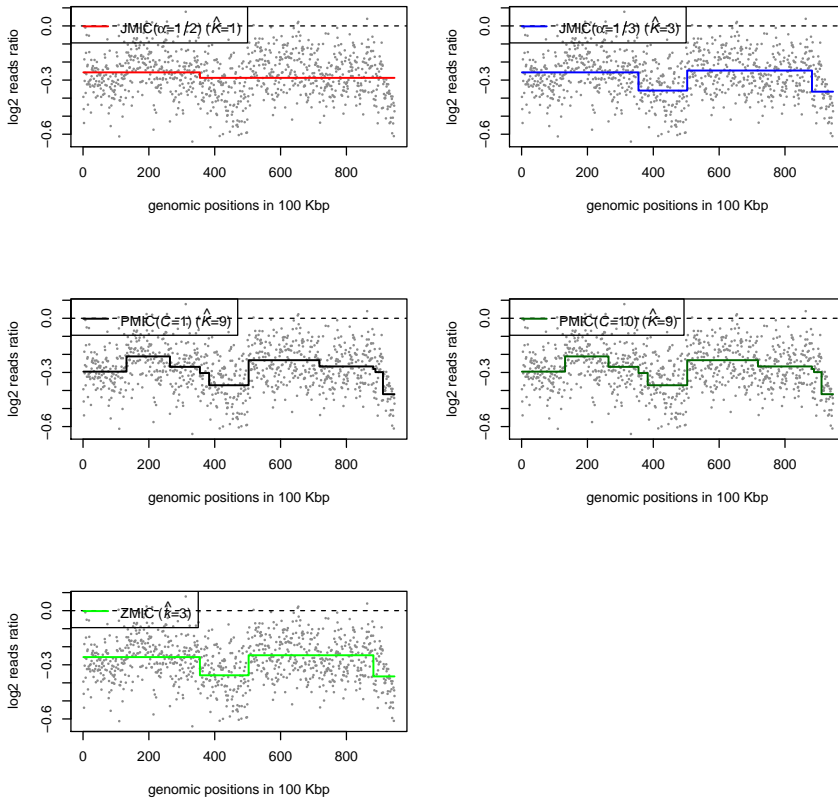 JMIC(α=1/2) (K̂=1)
log2 reads ratio
0.0
−0.3
−0.6
0 200 400 600 800
genomic positions in 100 Kbp
JMIC(α=1/3) (K̂=3)
log2 reads ratio
0.0
−0.3
−0.6
0 200 400 600 800
genomic positions in 100 Kbp
PMIC(C=1) (K̂=9)
log2 reads ratio
0.0
−0.3
−0.6
0 200 400 600 800
genomic positions in 100 Kbp
PMIC(C=10) (K̂=9)
log2 reads ratio
0.0
−0.3
−0.6
0 200 400 600 800
genomic positions in 100 Kbp
ZMIC (k̂=3)
log2 reads ratio
0.0
−0.3
−0.6
0 200 400 600 800
genomic positions in 100 Kbp